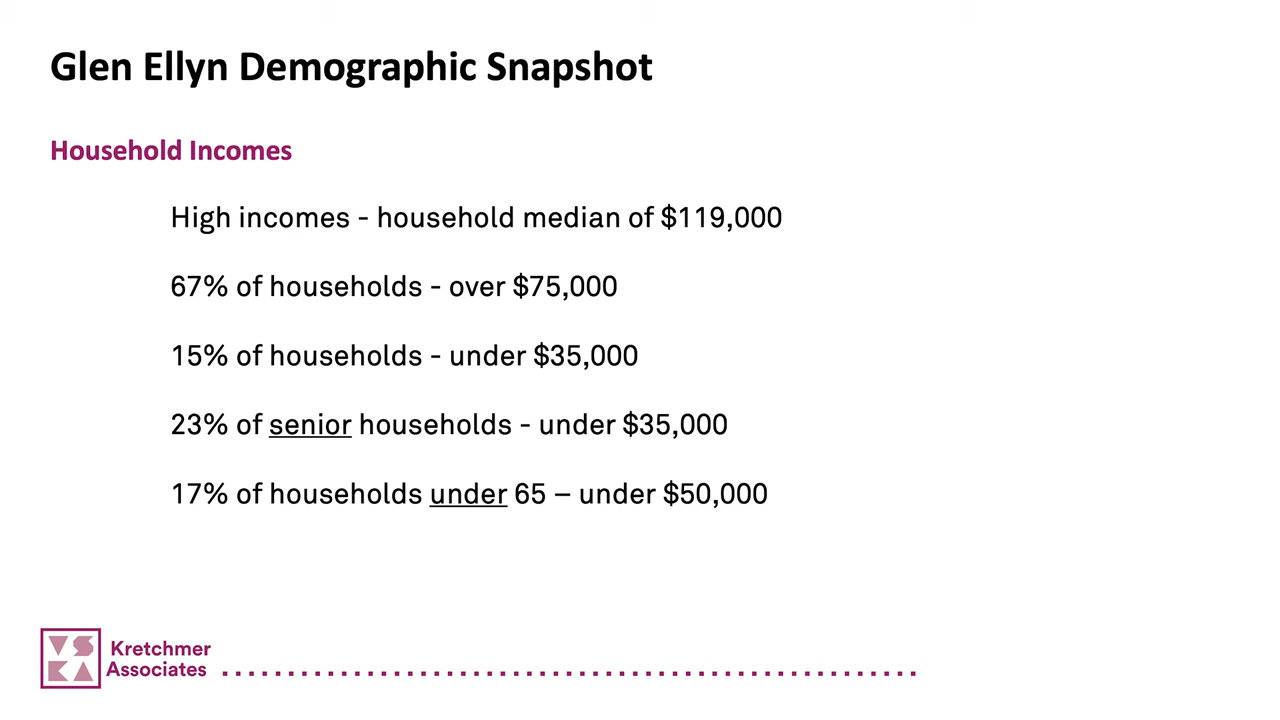 Glen Ellyn Demographic Snapshot
Household Incomes
High incomes - household median of $119,000
67% of households - over $75,000
15% of households - under $35,000
23% of senior households - under $35,000
17% of households under 65 – under $50,000
VS
KA
Kretchmer
Associates